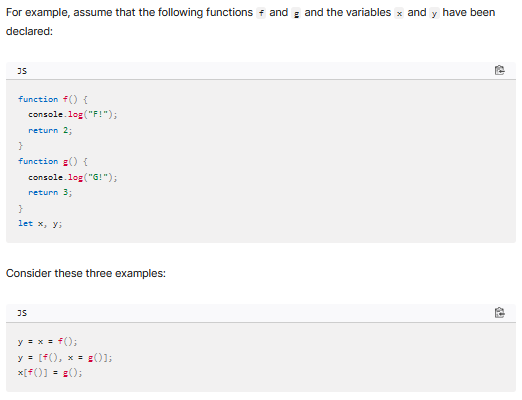 For example, assume that the following functions f and g and the variables x and y have been
declared:
JS
function f() {
  console.log("F!");
  return 2;
}
function g() {
  console.log("G!");
  return 3;
}
let x, y;
Consider these three examples:
JS
y = x = f();
y = [f(), x = g()];
x[f()] = g();